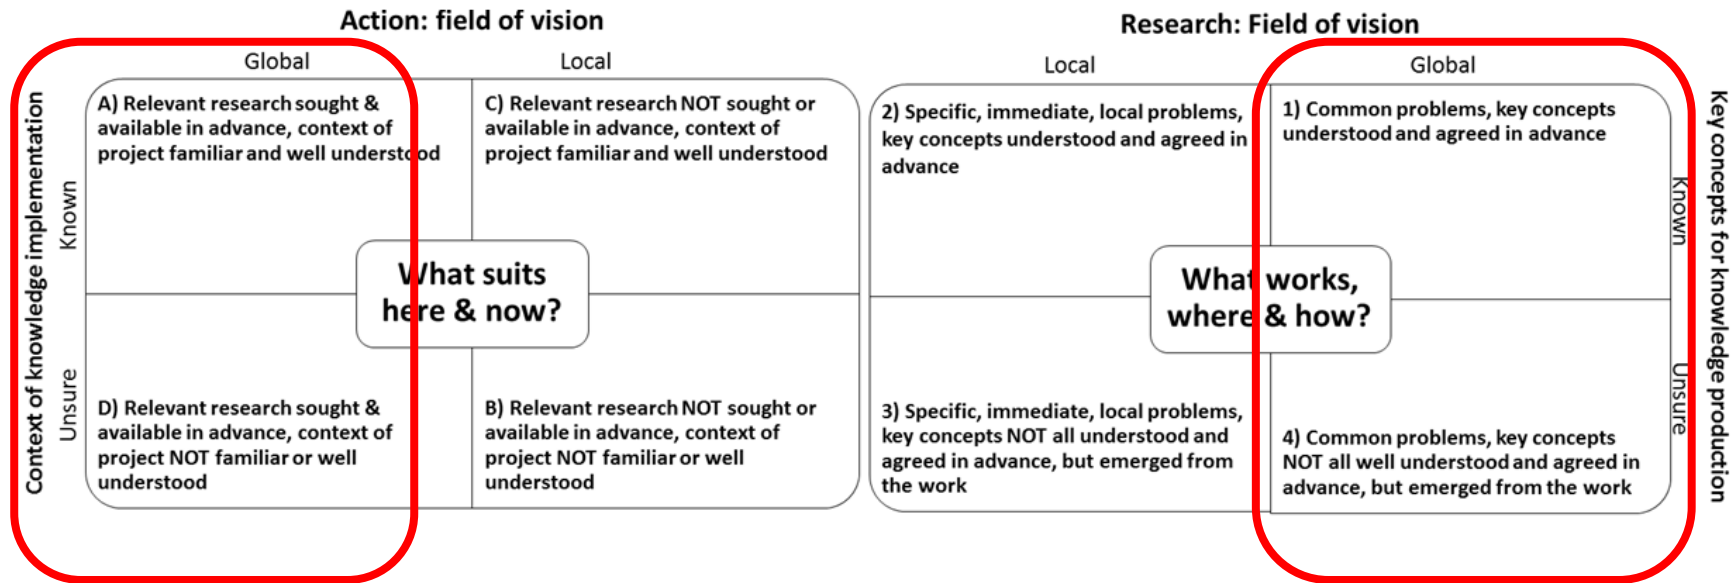 Action: field of vision
Global
Local
Context of knowledge implementation
Known
Unsure
A) Relevant research sought &
available in advance, context of
project familiar and well understood
C) Relevant research NOT sought or
available in advance, context of
project familiar and well understood
What suits
here & now?
D) Relevant research sought &
available in advance, context of
project NOT familiar or well
understood
B) Relevant research NOT sought or
available in advance, context of
project NOT familiar or well
understood
Research: Field of vision
Local
Global
2) Specific, immediate, local problems,
key concepts understood and agreed in
advance
1) Common problems, key concepts
understood and agreed in advance
What works,
where & how?
3) Specific, immediate, local problems,
key concepts NOT all understood and
agreed in advance, but emerged from
the work
4) Common problems, key concepts
NOT all well understood and agreed in
advance, but emerged from the work
Known
Unsure
Key concepts for knowledge production